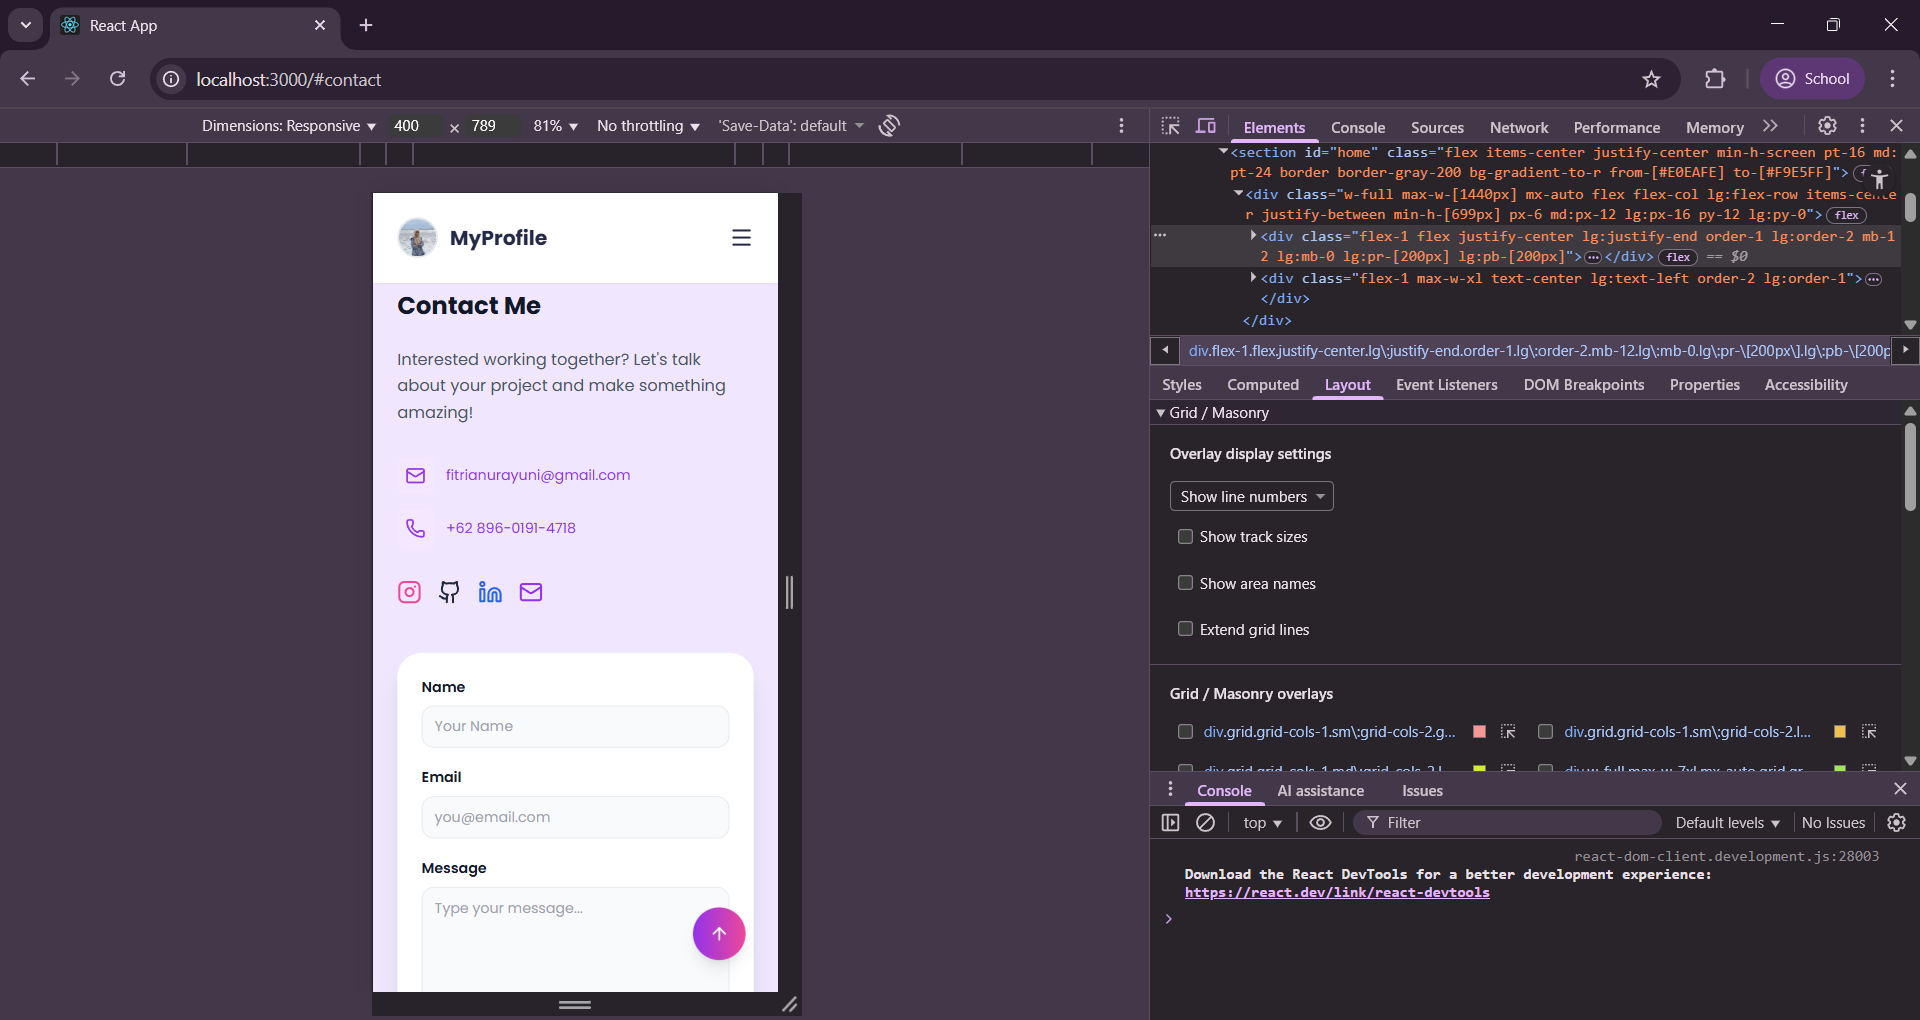 React App
localhost:3000/#contact
School
Dimensions: Responsive 400 x 789 81% No throttling 'Save-Data': default
MyProfile
Contact Me
Interested working together? Let's talk
about your project and make something
amazing!
fitrianurayuni@gmail.com
+62 896-0191-4718
Name
Your Name
Email
you@email.com
Message
Type your message...
Elements Console Sources Network Performance Memory
<section id="home" class="flex items-center justify-center min-h-screen pt-16 md:
pt-24 border border-gray-200 bg-gradient-to-r from-[#E0EAFE] to-[#F9E5FF]">
<div class="w-full max-w-[1440px] mx-auto flex flex-col lg:flex-row items-cente
r justify-between min-h-[699px] px-6 md:px-12 lg:px-16 py-12 lg:py-0"> flex
<div class="flex-1 flex justify-center lg:justify-end order-1 lg:order-2 mb-1
2 lg:mb-0 lg:pr-[200px] lg:pb-[200px]">…</div> flex == $0
<div class="flex-1 max-w-xl text-center lg:text-left order-2 lg:order-1">…
</div>
</div>
div.flex-1.flex.justify-center.lg\:justify-end.order-1.lg\:order-2.mb-12.lg\:mb-0.lg\:pr-\[200px\].lg\:pb-\[200p
Styles Computed Layout Event Listeners DOM Breakpoints Properties Accessibility
Grid / Masonry
Overlay display settings
Show line numbers
Show track sizes
Show area names
Extend grid lines
Grid / Masonry overlays
div.grid.grid-cols-1.sm\:grid-cols-2.g... div.grid.grid-cols-1.sm\:grid-cols-2.l...
Console AI assistance Issues
top Filter Default levels No Issues
react-dom-client.development.js:28003
Download the React DevTools for a better development experience:
https://react.dev/link/react-devtools